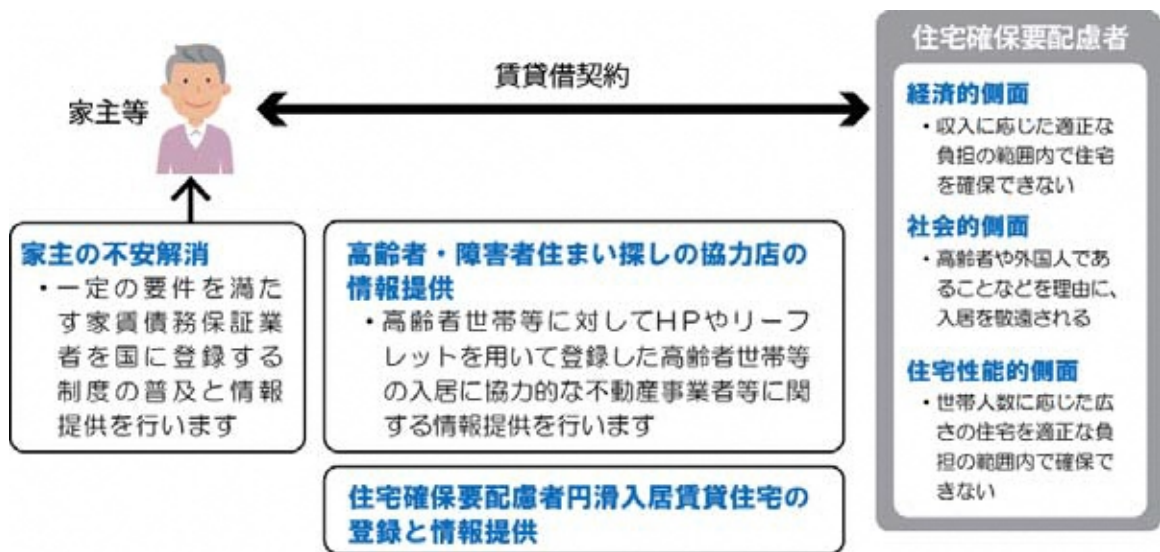 家主等
賃貸借契約
家主の不安解消
・一定の要件を満た
す家賃債務保証業
者を国に登録する
制度の普及と情報
提供を行います
高齢者・障害者住まい探しの協力店の
情報提供
・高齢者世帯等に対してHPやリーフ
レットを用いて登録した高齢者世帯等
の入居に協力的な不動産事業者等に関
する情報提供を行います
住宅確保要配慮者円滑入居賃貸住宅の
登録と情報提供
住宅確保要配慮者
経済的側面
・収入に応じた適正な
負担の範囲内で住宅
を確保できない
社会的側面
・高齢者や外国人であ
ることなどを理由に、
入居を敬遠される
住宅性能的側面
・世帯人数に応じた広
さの住宅を適正な負
担の範囲内で確保で
きない